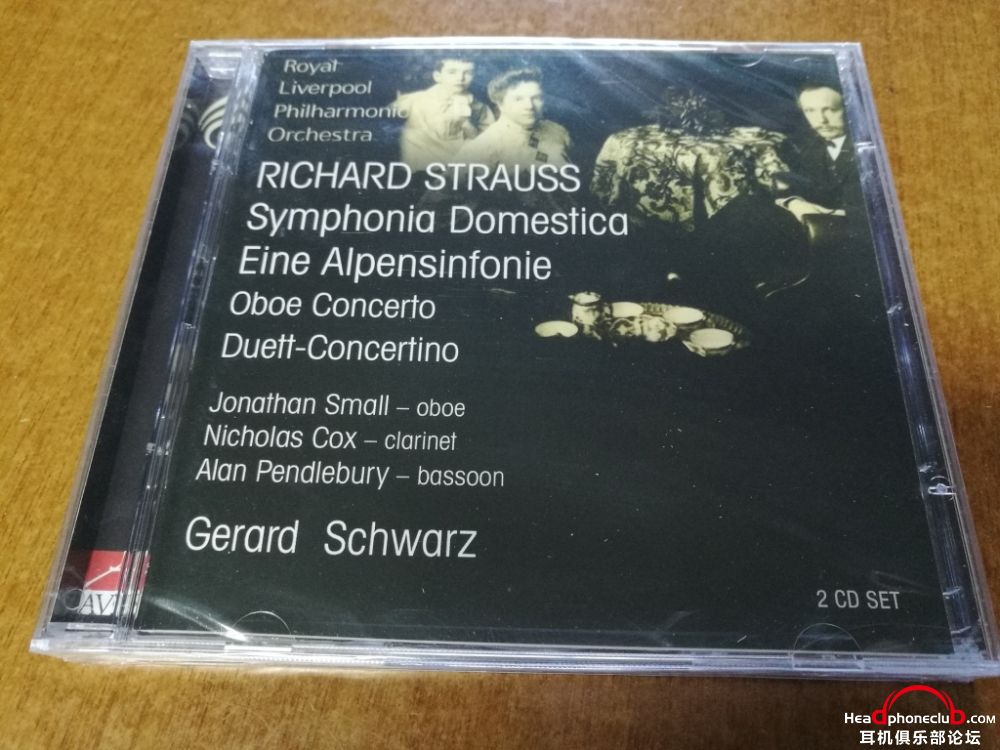 Royal
Liverpool
Philharmonic
Orchestra
RICHARD STRAUSS
Symphonia Domestica
Eine Alpensinfonie
Oboe Concerto
Duett-Concertino
Jonathan Small – oboe
Nicholas Cox – clarinet
Alan Pendlebury – bassoon
Gerard Schwarz
2 CD SET
Headphoneclub.com
耳机俱乐部论坛